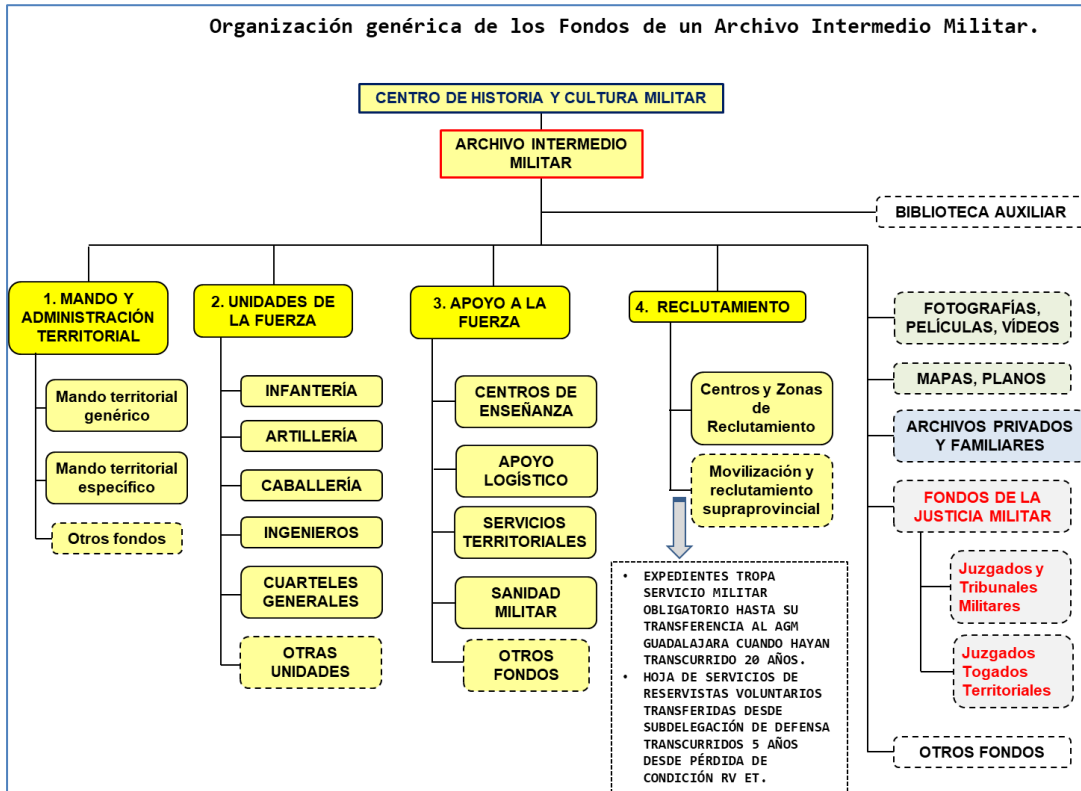 Organización genérica de los Fondos de un Archivo Intermedio Militar.
CENTRO DE HISTORIA Y CULTURA MILITAR
ARCHIVO INTERMEDIO
MILITAR
BIBLIOTECA AUXILIAR
1. MANDO Y
ADMINISTRACIÓN
TERRITORIAL
Mando territorial
genérico
Mando territorial
específico
Otros fondos
2. UNIDADES DE
LA FUERZA
INFANTERÍA
ARTILLERÍA
CABALLERÍA
INGENIEROS
CUARTELES
GENERALES
OTRAS
UNIDADES
3. APOYO A LA
FUERZA
CENTROS DE
ENSEÑANZA
APOYO
LOGÍSTICO
SERVICIOS
TERRITORIALES
SANIDAD
MILITAR
OTROS
FONDOS
4. RECLUTAMIENTO
Centros y Zonas
de
Reclutamiento
Movilización y
reclutamiento
supraprovincial
• EXPEDIENTES TROPA
SERVICIO MILITAR
OBLIGATORIO HASTA SU
TRANSFERENCIA AL AGM
GUADALAJARA CUANDO HAYAN
TRANSCURRIDO 20 AÑOS.
• HOJA DE SERVICIOS DE
RESERVISTAS VOLUNTARIOS
TRANSFERIDAS DESDE
SUBDELEGACIÓN DE DEFENSA
TRANSCURRIDOS 5 AÑOS
DESDE PÉRDIDA DE
CONDICIÓN RV ET.
FOTOGRAFÍAS,
PELÍCULAS, VÍDEOS
MAPAS, PLANOS
ARCHIVOS PRIVADOS
Y FAMILIARES
FONDOS DE LA
JUSTICIA MILITAR
Juzgados y
Tribunales
Militares
Juzgados
Togados
Territoriales
OTROS FONDOS